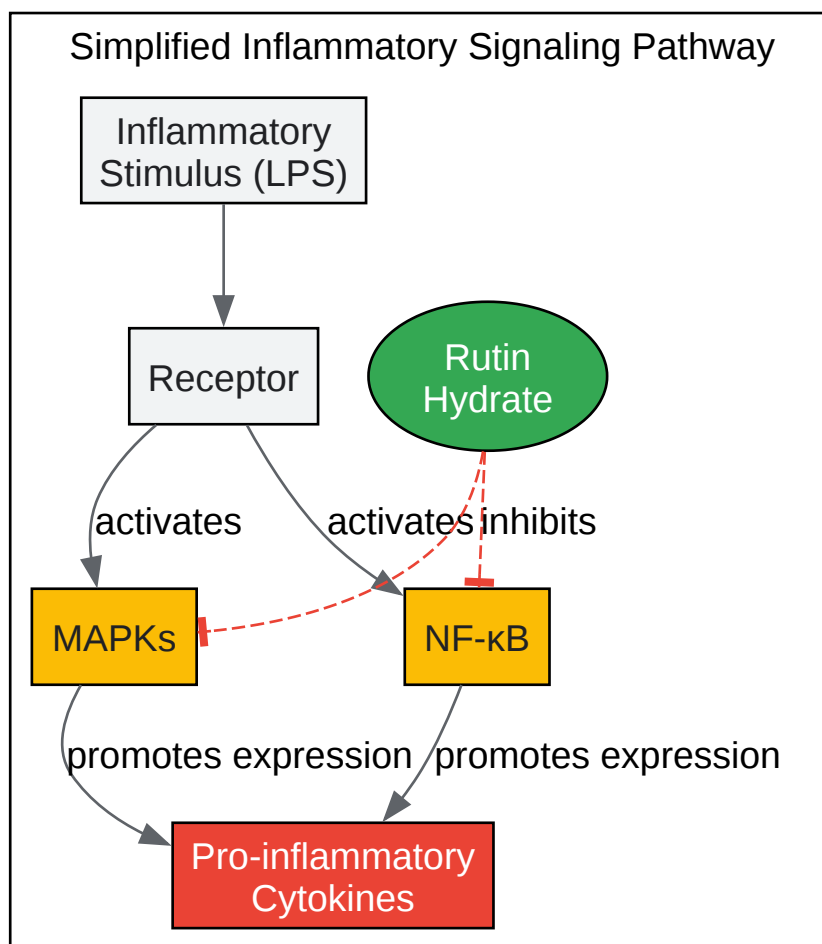 Simplified Inflammatory Signaling Pathway
Inflammatory
Stimulus (LPS)
Receptor
Rutin
Hydrate
activates
activates
inhibits
MAPKs
NF-κB
promotes expression
promotes expression
Pro-inflammatory
Cytokines